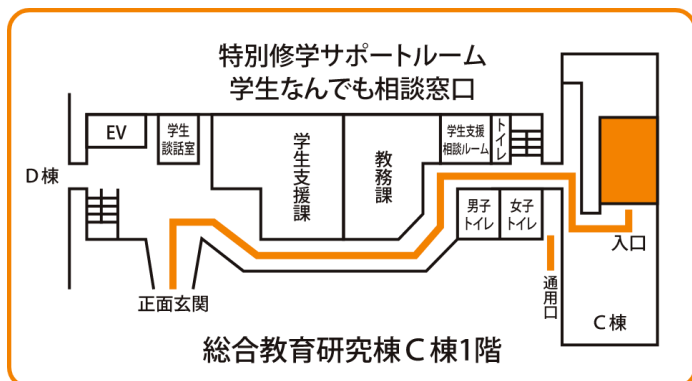 特別修学サポートルーム
学生なんでも相談窓口
EV
学生
談話室
学生支援課
教務課
学生支援
相談ルーム
トイレ
D棟
男子
トイレ
女子
トイレ
入口
通用口
正面玄関
C棟
総合教育研究棟C棟1階